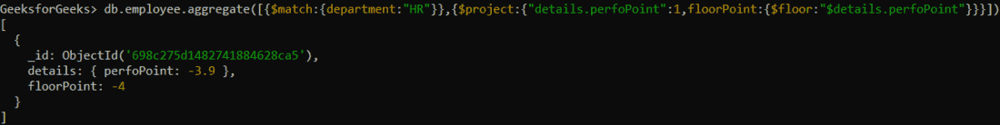 GeeksforGeeks> db.employee.aggregate([{$match:{department:"HR"}},{$project:{"details.perfoPoint":1,floorPoint:{$floor:"$details.perfoPoint"}}}])
[
  {
    _id: ObjectId('698c275d1482741884628ca5'),
    details: { perfoPoint: -3.9 },
    floorPoint: -4
  }
]